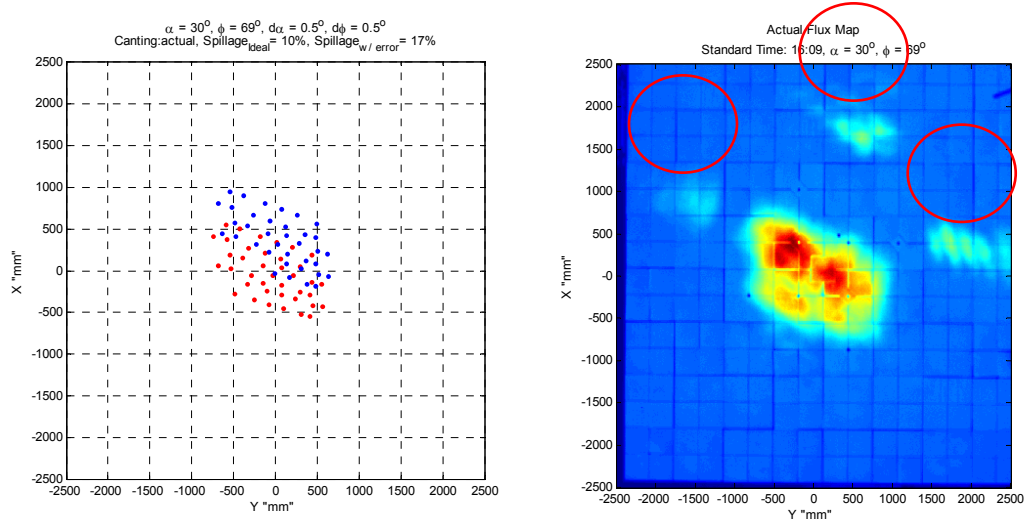 α = 30°, ϕ = 69°, dα = 0.5°, dϕ = 0.5°
Canting:actual, Spillage_Ideal = 10%, Spillage_w/ error = 17%
2500
2000
1500
1000
500
0
-500
-1000
-1500
-2000
-2500
X "mm"
-2500 -2000 -1500 -1000 -500 0 500 1000 1500 2000 2500
Y "mm"
Actual Flux Map
Standard Time: 16:09, α = 30°, ϕ = 69°
2500
2000
1500
1000
500
-0
-500
-1000
-1500
-2000
-2500
X "mm"
-2500 -2000 -1500 -1000 -500 0 500 1000 1500 2000 2500
Y "mm"